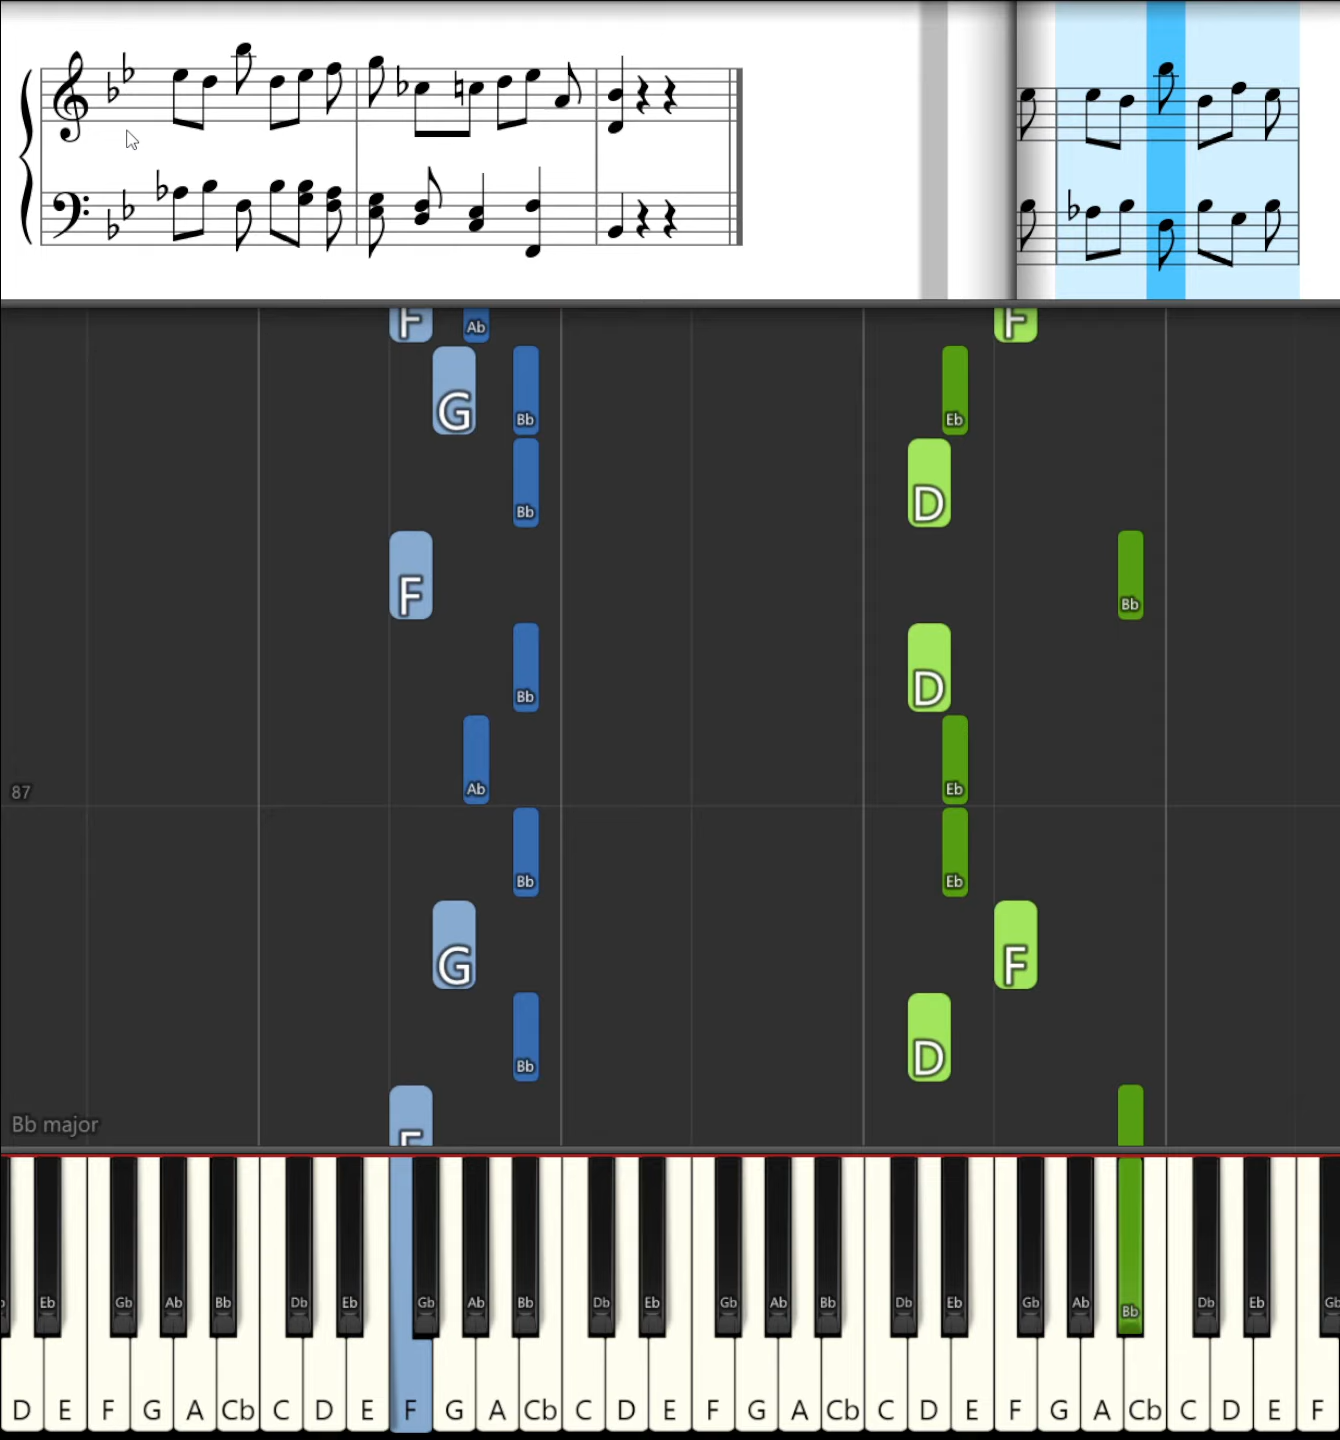 F Ab F
G Bb Eb
Bb D
F Bb
Bb D
Ab Eb
87
Bb Eb
G F
Bb D
Bb major
F
Eb Gb Ab Bb Db Eb Gb Ab Bb Db Eb Gb Ab Bb Db Eb Gb Ab Bb Db Eb
D E F G A Cb C D E F G A Cb C D E F G A Cb C D E F G A Cb C D E F